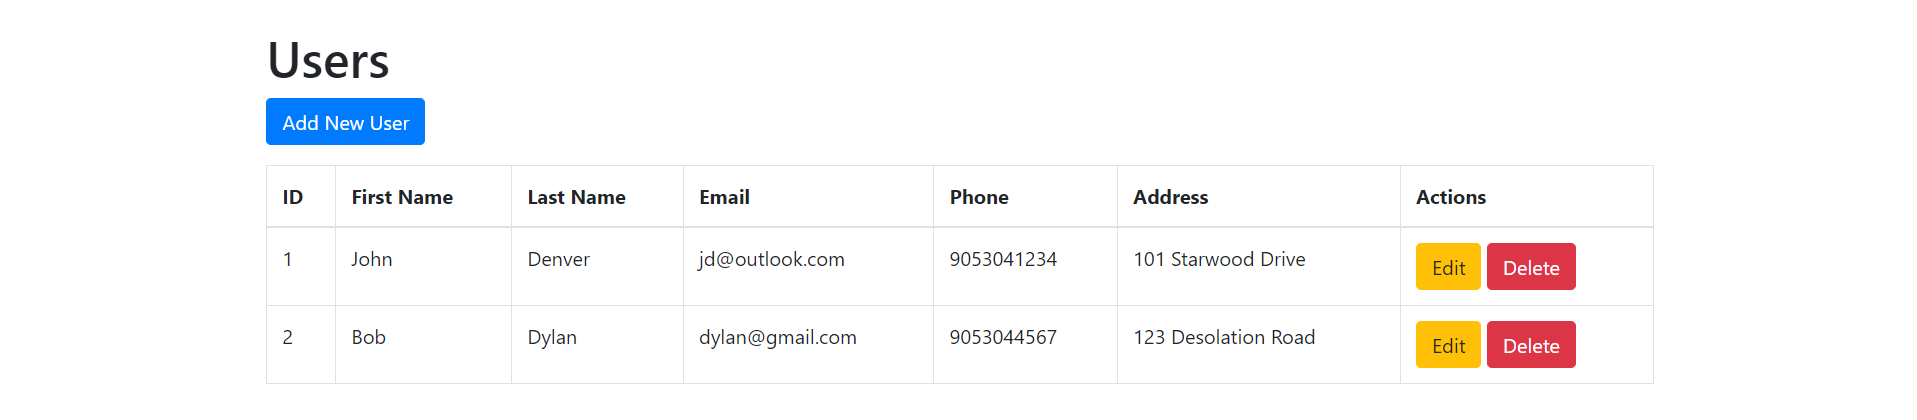 Users
Add New User
ID First Name Last Name Email Phone Address Actions
1 John Denver jd@outlook.com 9053041234 101 Starwood Drive Edit Delete
2 Bob Dylan dylan@gmail.com 9053044567 123 Desolation Road Edit Delete